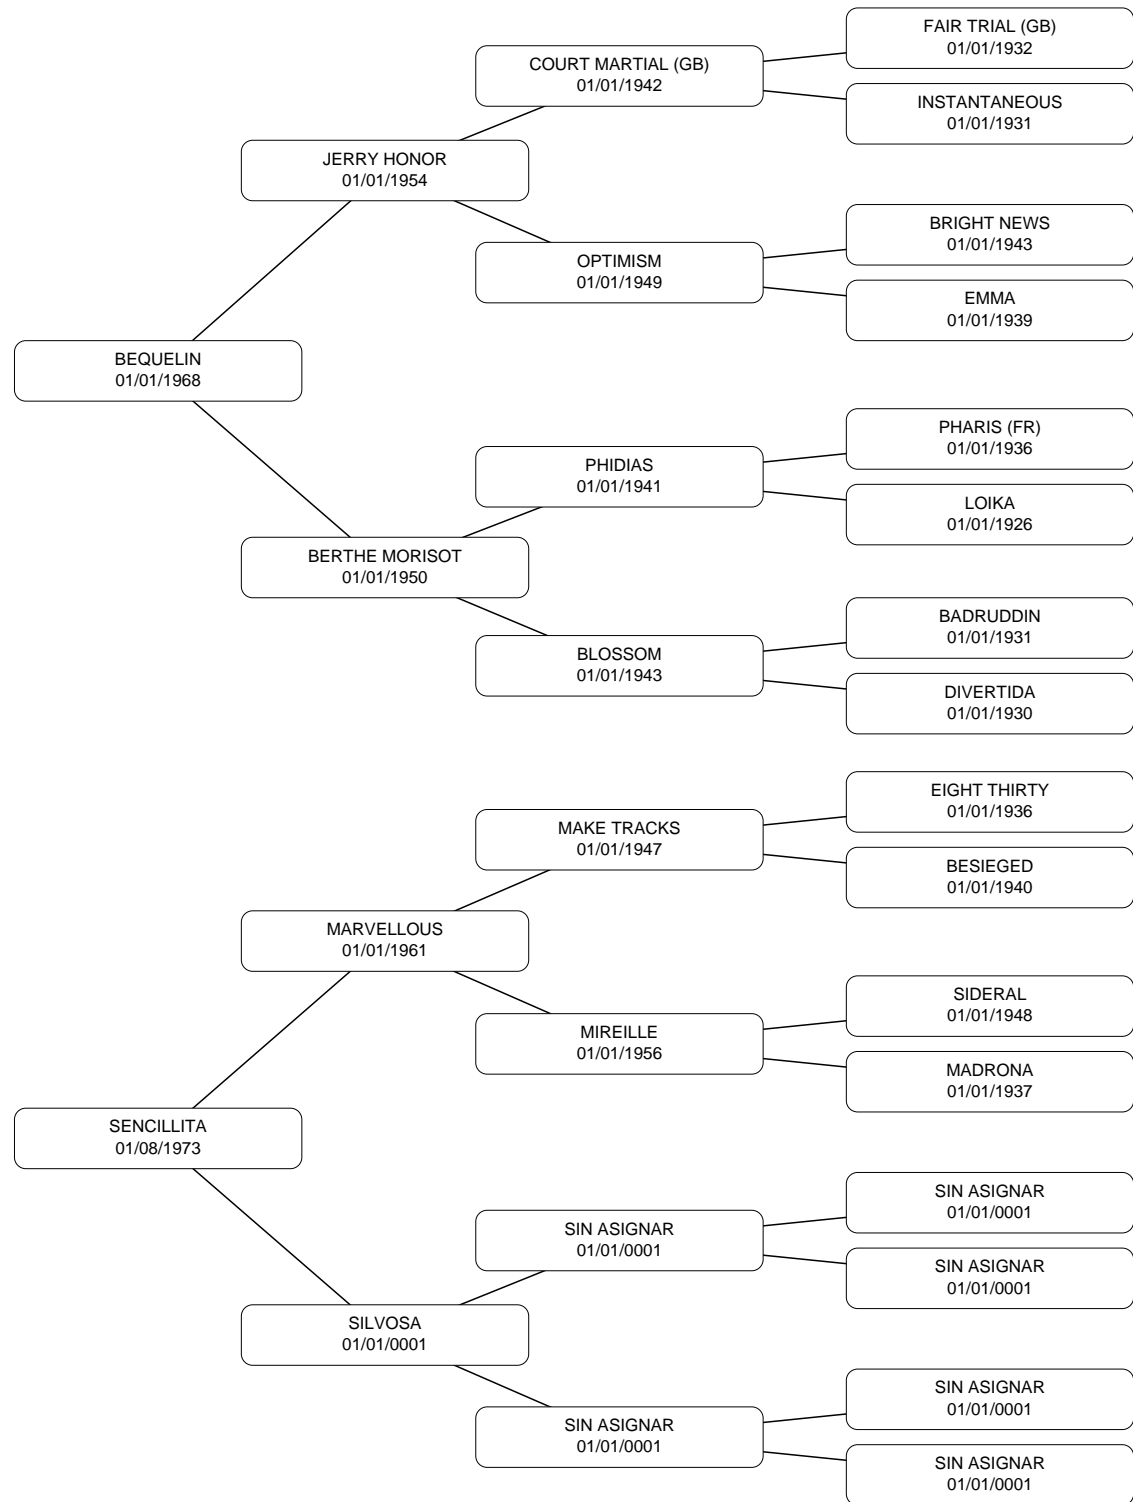 FAIR TRIAL (GB)
01/01/1932
COURT MARTIAL (GB)
01/01/1942
INSTANTANEOUS
01/01/1931
JERRY HONOR
01/01/1954
BRIGHT NEWS
01/01/1943
OPTIMISM
01/01/1949
EMMA
01/01/1939
BEQUELIN
01/01/1968
PHARIS (FR)
01/01/1936
PHIDIAS
01/01/1941
LOIKA
01/01/1926
BERTHE MORISOT
01/01/1950
BADRUDDIN
01/01/1931
BLOSSOM
01/01/1943
DIVERTIDA
01/01/1930
EIGHT THIRTY
01/01/1936
MAKE TRACKS
01/01/1947
BESIEGED
01/01/1940
MARVELLOUS
01/01/1961
SIDERAL
01/01/1948
MIREILLE
01/01/1956
MADRONA
01/01/1937
SENCILLITA
01/08/1973
SIN ASIGNAR
01/01/0001
SIN ASIGNAR
01/01/0001
SIN ASIGNAR
01/01/0001
SILVOSA
01/01/0001
SIN ASIGNAR
01/01/0001
SIN ASIGNAR
01/01/0001
SIN ASIGNAR
01/01/0001